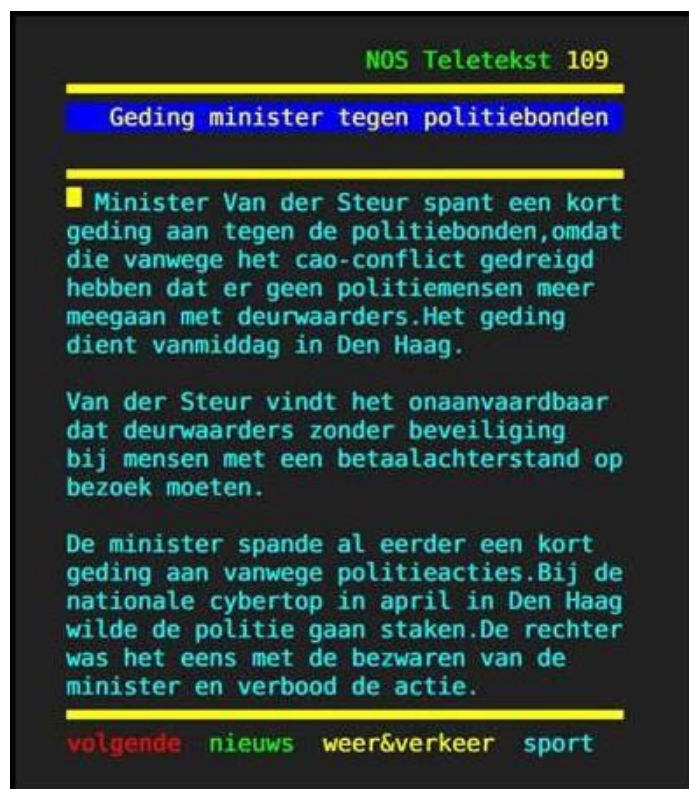 NOS Teletekst 109
Geding minister tegen politiebonden
Minister Van der Steur spant een kort
geding aan tegen de politiebonden,omdat
die vanwege het cao-conflict gedreigd
hebben dat er geen politiemensen meer
meegaan met deurwaarders.Het geding
dient vanmiddag in Den Haag.
Van der Steur vindt het onaanvaardbaar
dat deurwaarders zonder beveiliging
bij mensen met een betaalachterstand op
bezoek moeten.
De minister spande al eerder een kort
geding aan vanwege politieacties.Bij de
nationale cybertop in april in Den Haag
wilde de politie gaan staken.De rechter
was het eens met de bezwaren van de
minister en verbood de actie.
volgende nieuws weer&verkeer sport